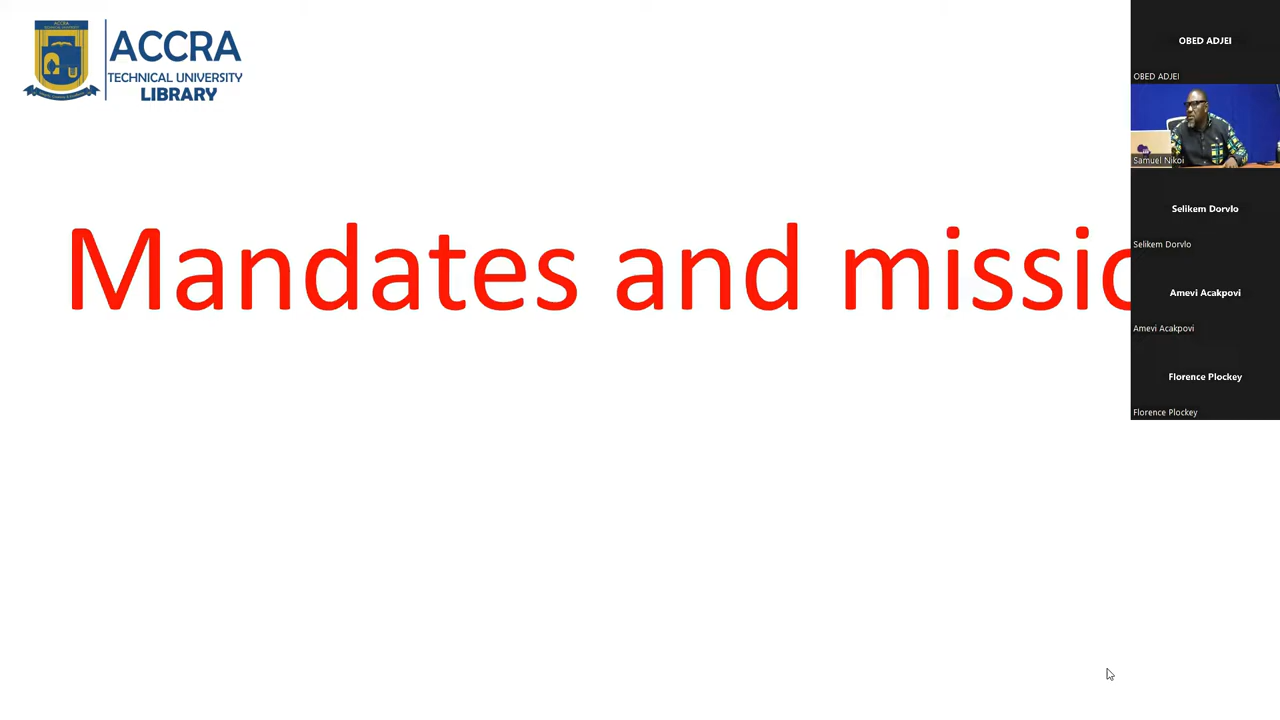 ACCRA
TECHNICAL UNIVERSITY
LIBRARY
Mandates and missio
OBED ADJEI
OBED ADJEI
Samuel Nikoi
Selikem Dorvlo
Selikem Dorvlo
Amevi Acakpovi
Amevi Acakpovi
Florence Plockey
Florence Plockey